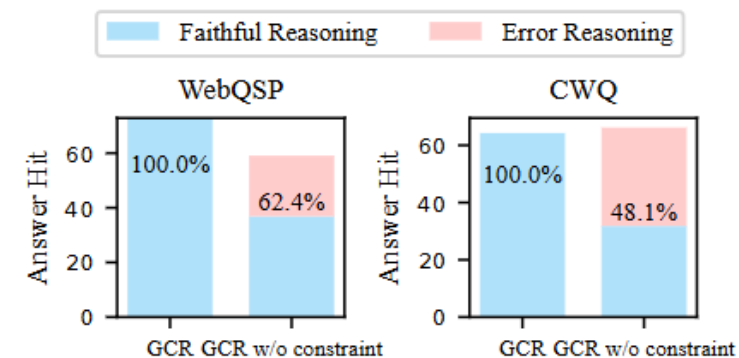 Faithful Reasoning Error Reasoning
WebQSP
Answer Hit
60
40
20
0
100.0%
62.4%
GCR GCR w/o constraint
CWQ
Answer Hit
60
40
20
0
100.0%
48.1%
GCR GCR w/o constraint